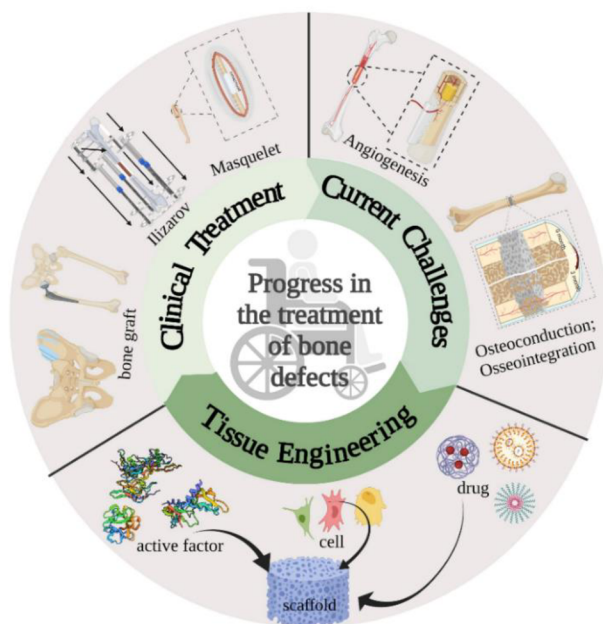 Progress in
the treatment
of bone
defects
Clinical Treatment
Masquelet
Ilizarov
bone graft
Current Challenges
Angiogenesis
Osteoconduction;
Osseointegration
Tissue Engineering
active factor
cell
drug
scaffold